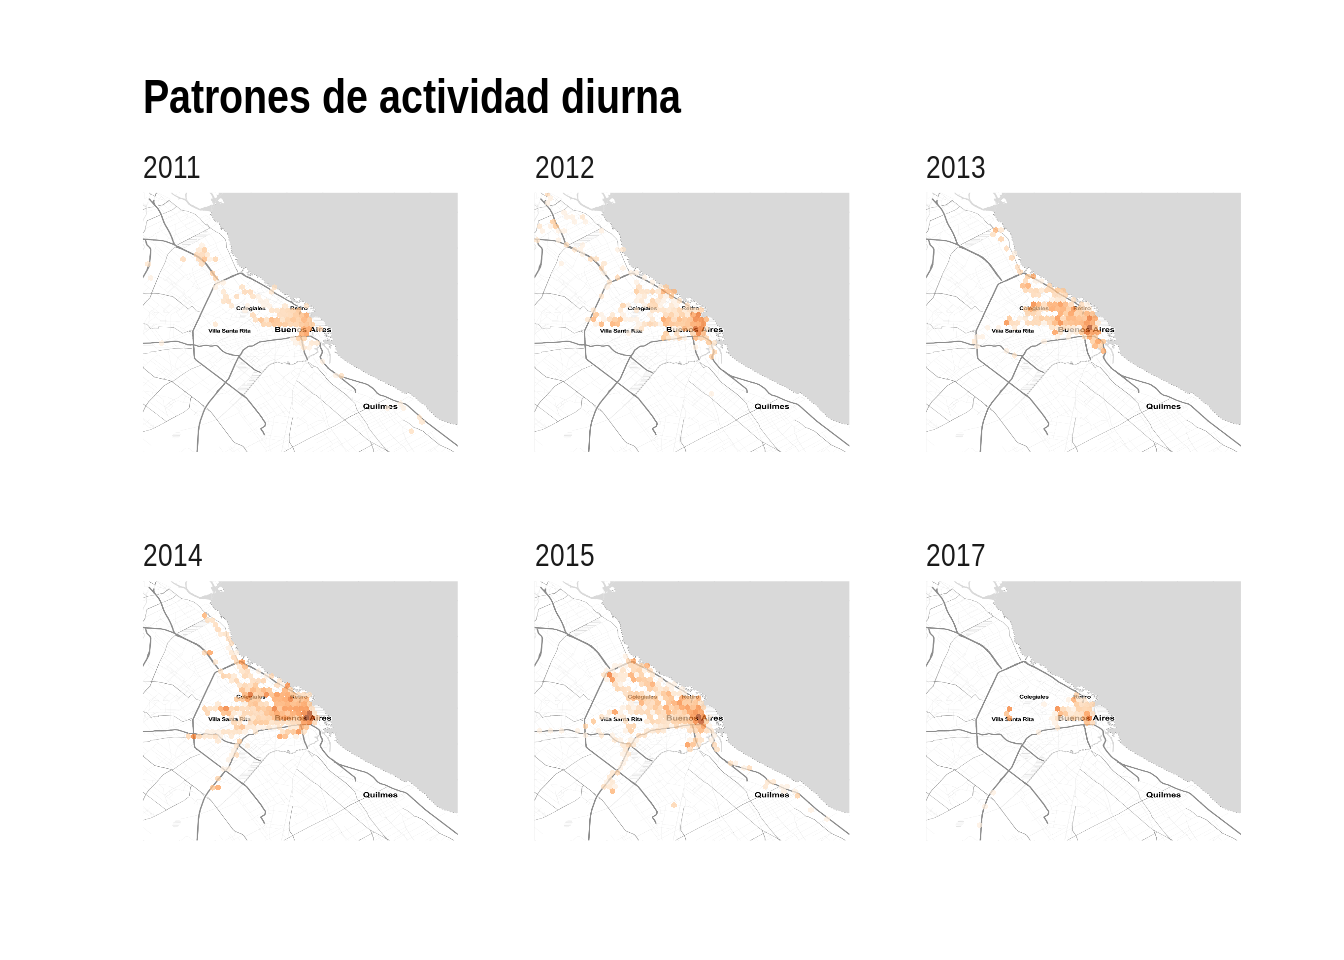 Patrones de actividad diurna
2011
2012
2013
Colegiales
Retiro
Villa Santa Rita
Buenos Aires
Quilmes
Colegiales
Retiro
Villa Santa Rita
Buenos Aires
Quilmes
Colegiales
Retiro
Villa Santa Rita
Buenos Aires
Quilmes
2014
2015
2017
Colegiales
Retiro
Villa Santa Rita
Buenos Aires
Quilmes
Colegiales
Retiro
Villa Santa Rita
Buenos Aires
Quilmes
Colegiales
Retiro
Villa Santa Rita
Buenos Aires
Quilmes